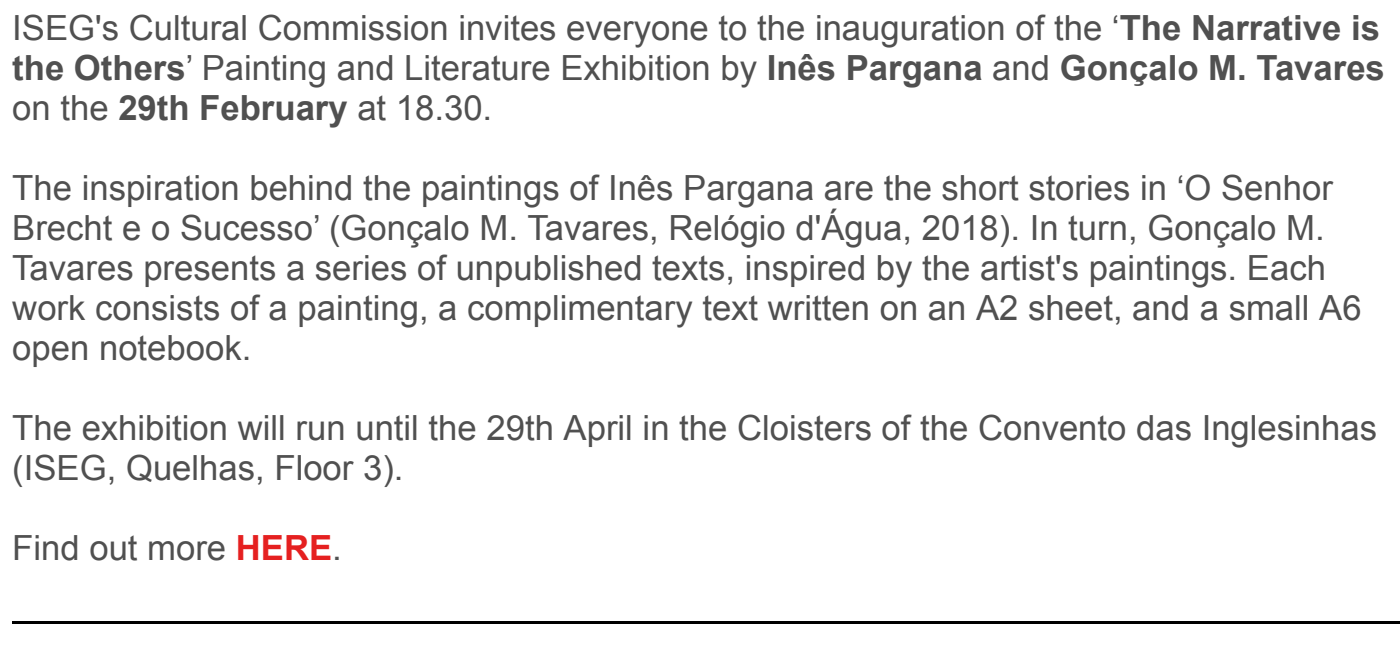 ISEG's Cultural Commission invites everyone to the inauguration of the ‘The Narrative is
the Others’ Painting and Literature Exhibition by Inês Pargana and Gonçalo M. Tavares
on the 29th February at 18.30.
The inspiration behind the paintings of Inês Pargana are the short stories in ‘O Senhor
Brecht e o Sucesso’ (Gonçalo M. Tavares, Relógio d'Água, 2018). In turn, Gonçalo M.
Tavares presents a series of unpublished texts, inspired by the artist's paintings. Each
work consists of a painting, a complimentary text written on an A2 sheet, and a small A6
open notebook.
The exhibition will run until the 29th April in the Cloisters of the Convento das Inglesinhas
(ISEG, Quelhas, Floor 3).
Find out more HERE.